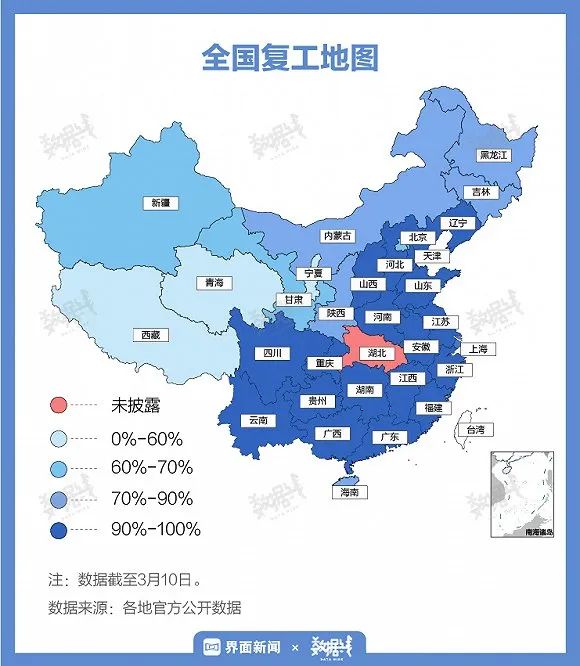 全国复工地图
黑龙江
吉林
新疆
辽宁
内蒙古
北京
天津
宁夏
河北
青海
山西
山东
甘肃
陕西
河南
江苏
西藏
四川
湖北
安徽
上海
重庆
浙江
江西
湖南
贵州
福建
云南
广西
广东
台湾
海南
未披露
0%-60%
60%-70%
70%-90%
90%-100%
南海诸岛
注：数据截至3月10日。
数据来源：各地官方公开数据
界面新闻 × 数据线
DATA WIRE